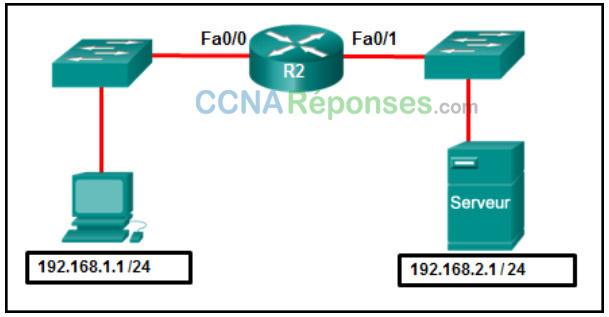 Fa0/0
Fa0/1
R2
CCNARéponses.com
Serveur
192.168.1.1 /24
192.168.2.1 / 24